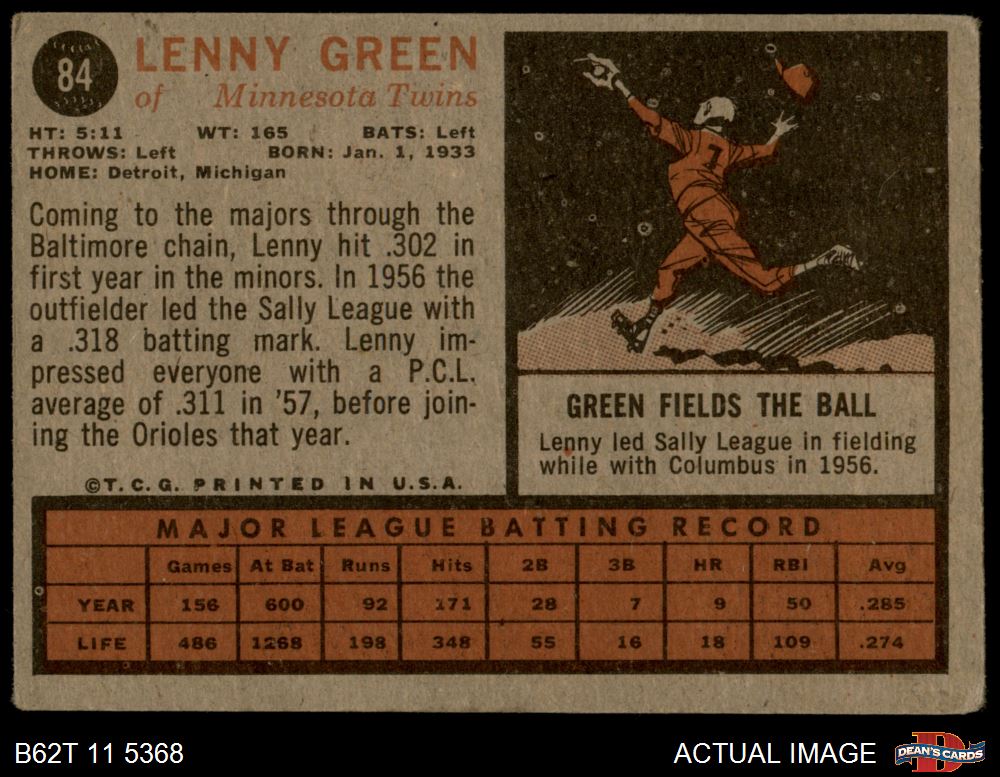 84
LENNY GREEN
of Minnesota Twins
HT: 5:11 WT: 165 BATS: Left
THROWS: Left BORN: Jan. 1, 1933
HOME: Detroit, Michigan
Coming to the majors through the
Baltimore chain, Lenny hit .302 in
first year in the minors. In 1956 the
outfielder led the Sally League with
a .318 batting mark. Lenny im-
pressed everyone with a P.C.L.
average of .311 in '57, before join-
ing the Orioles that year.
©T.C.G. PRINTED IN U.S.A.
7
GREEN FIELDS THE BALL
Lenny led Sally League in fielding
while with Columbus in 1956.
MAJOR LEAGUE BATTING RECORD
Games At Bat Runs Hits 2B 3B HR RBI Avg
YEAR 156 600 92 171 28 7 9 50 .285
LIFE 486 1268 198 348 55 16 18 109 .274
B62T 11 5368
ACTUAL IMAGE
D
DEAN'S CARDS